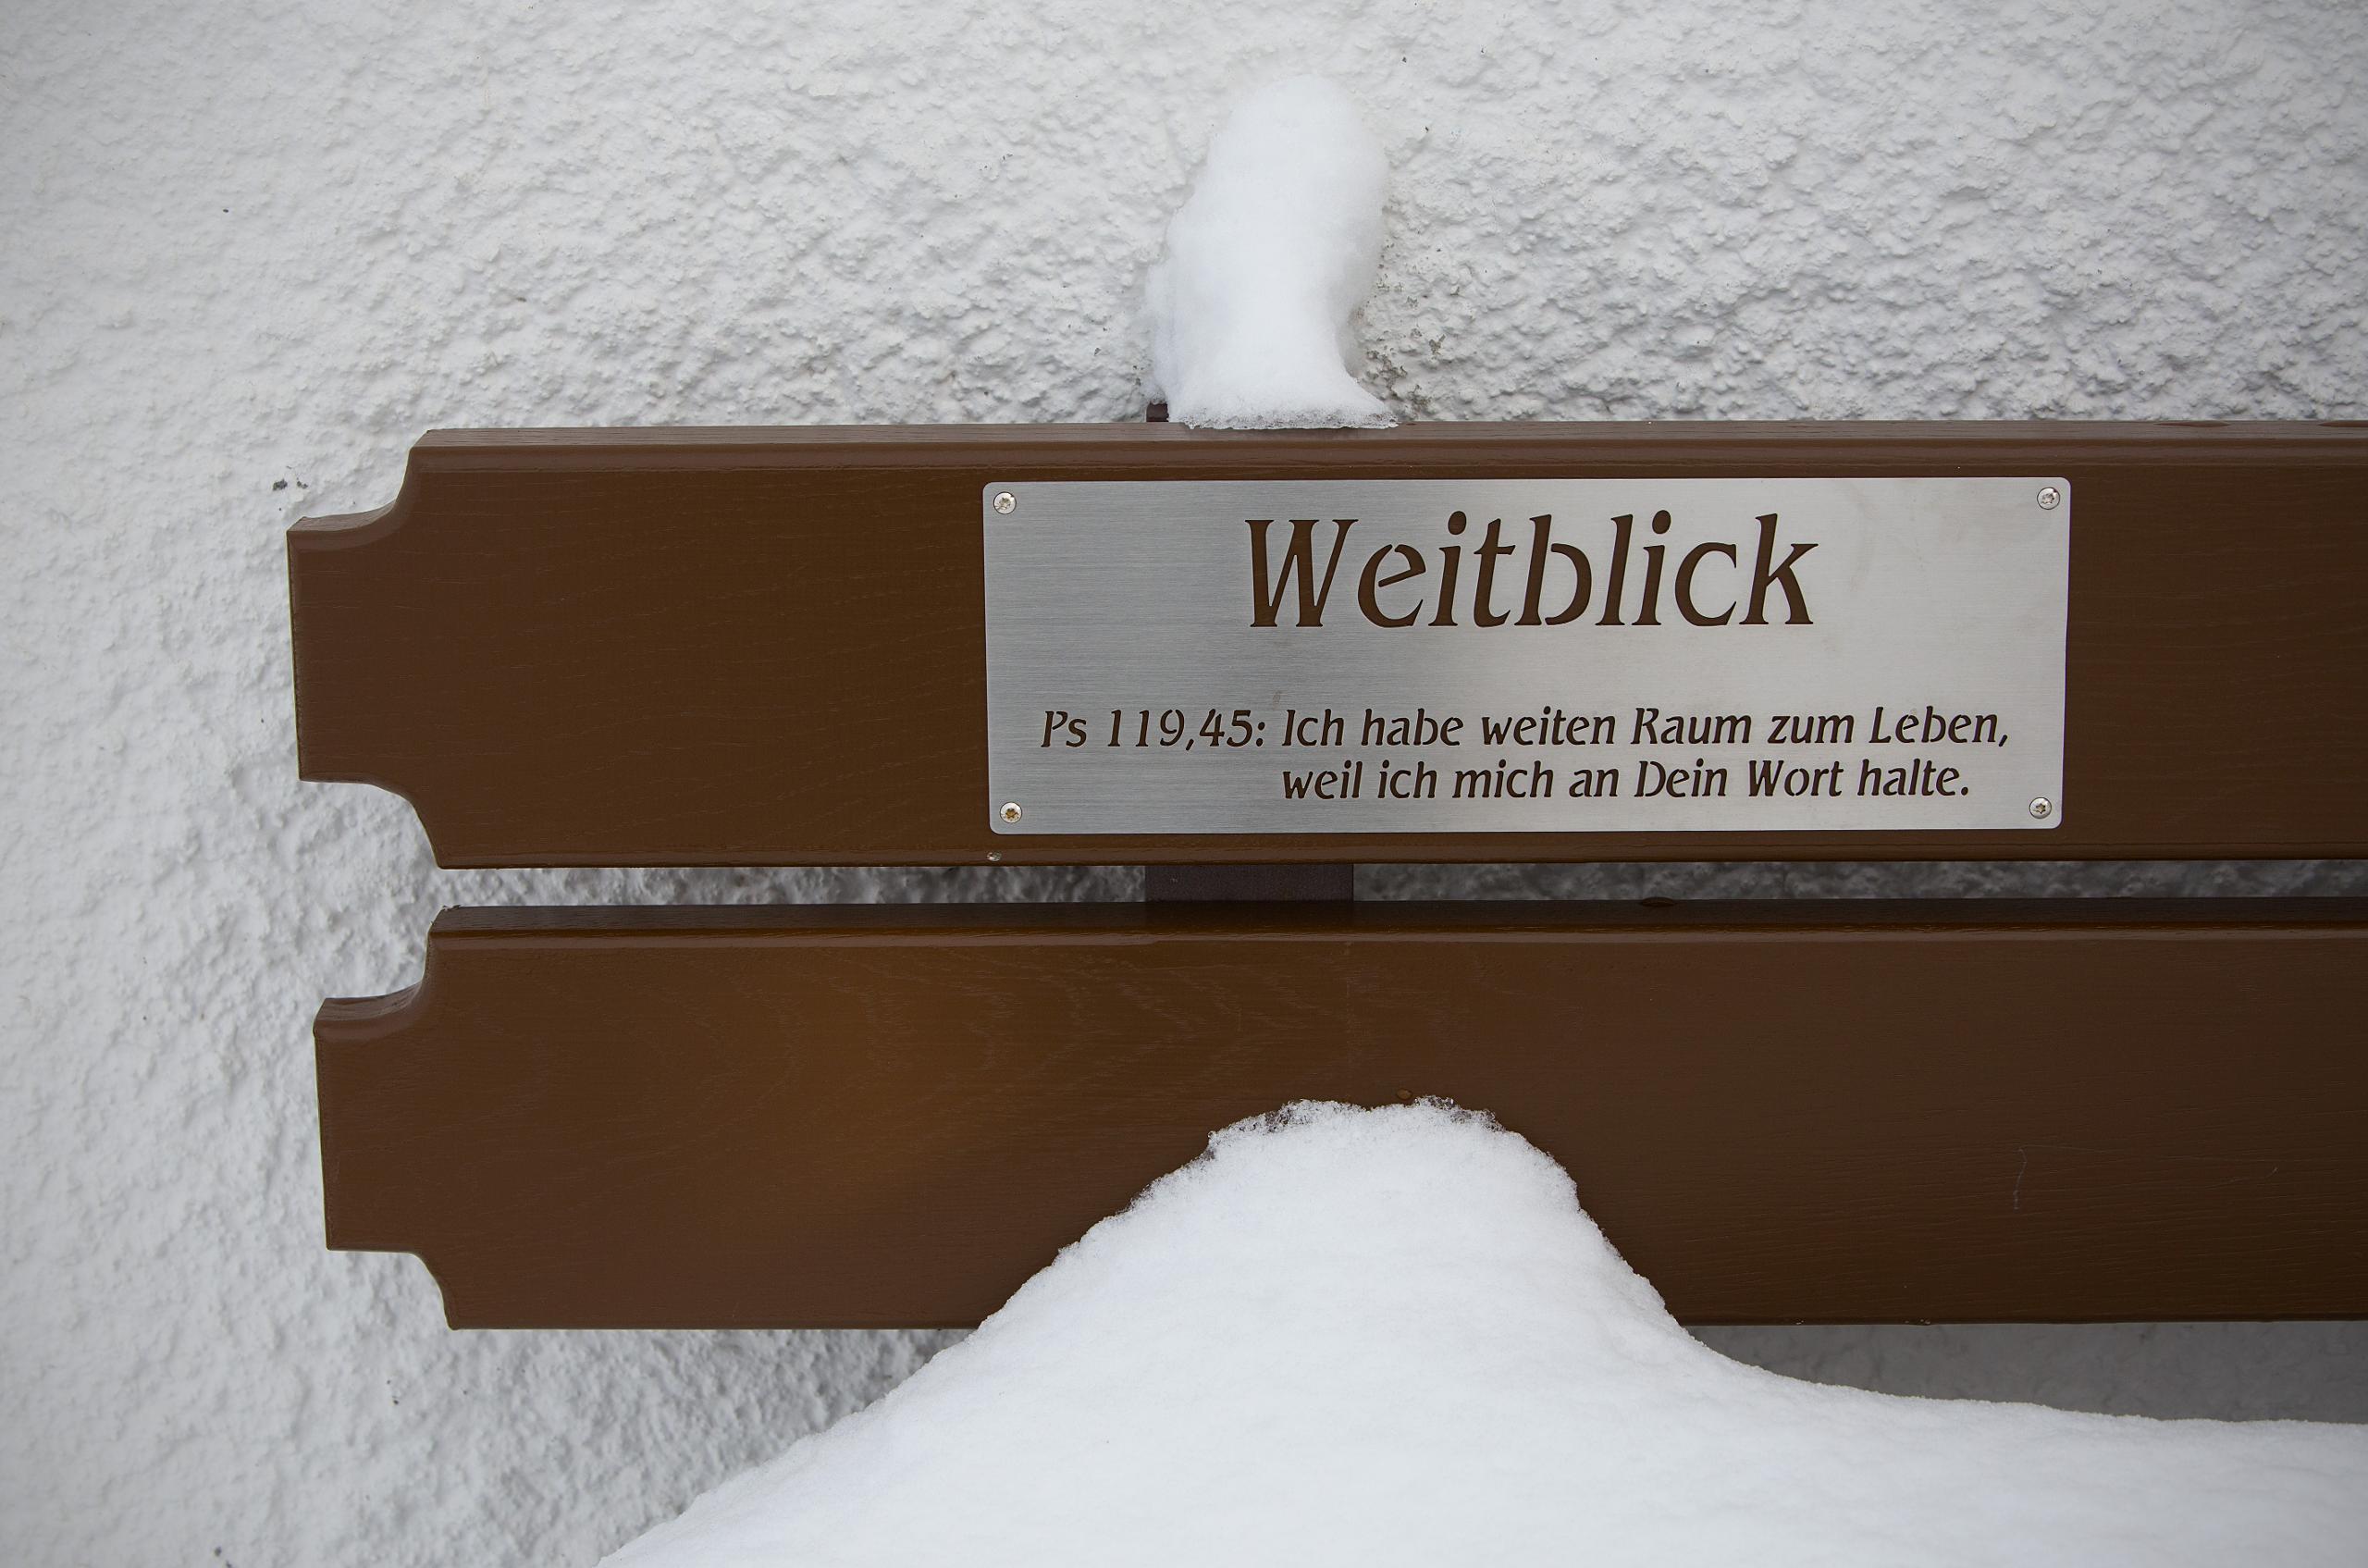 Weitblick
Ps 119,45: Ich habe weiten Raum zum Leben,
weil ich mich an Dein Wort halte.